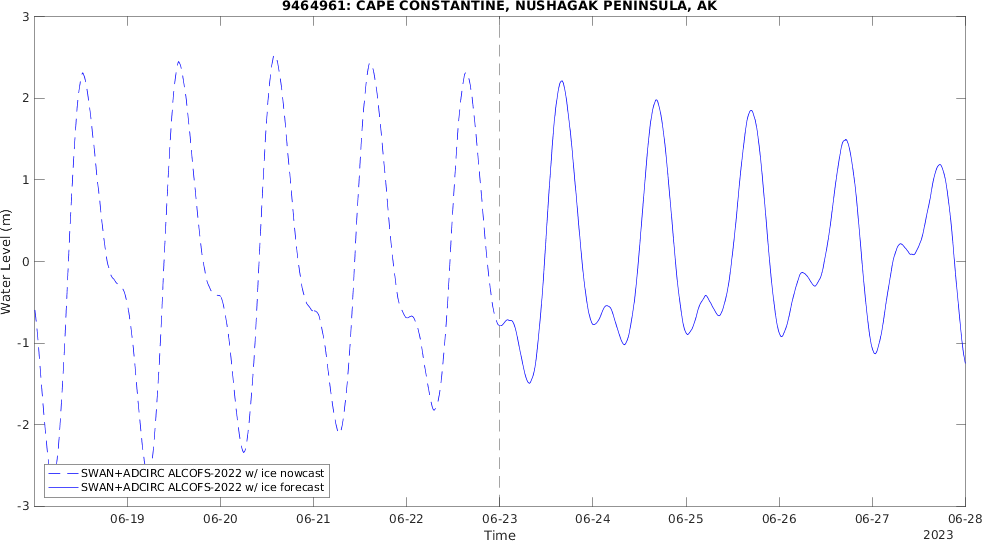 9464961: CAPE CONSTANTINE, NUSHAGAK PENINSULA, AK
3
2
1
0
-1
-2
-3
Water Level (m)
SWAN+ADCIRC ALCOFS-2022 w/ ice nowcast
SWAN+ADCIRC ALCOFS-2022 w/ ice forecast
06-19 06-20 06-21 06-22 06-23 06-24 06-25 06-26 06-27 06-28
Time
2023